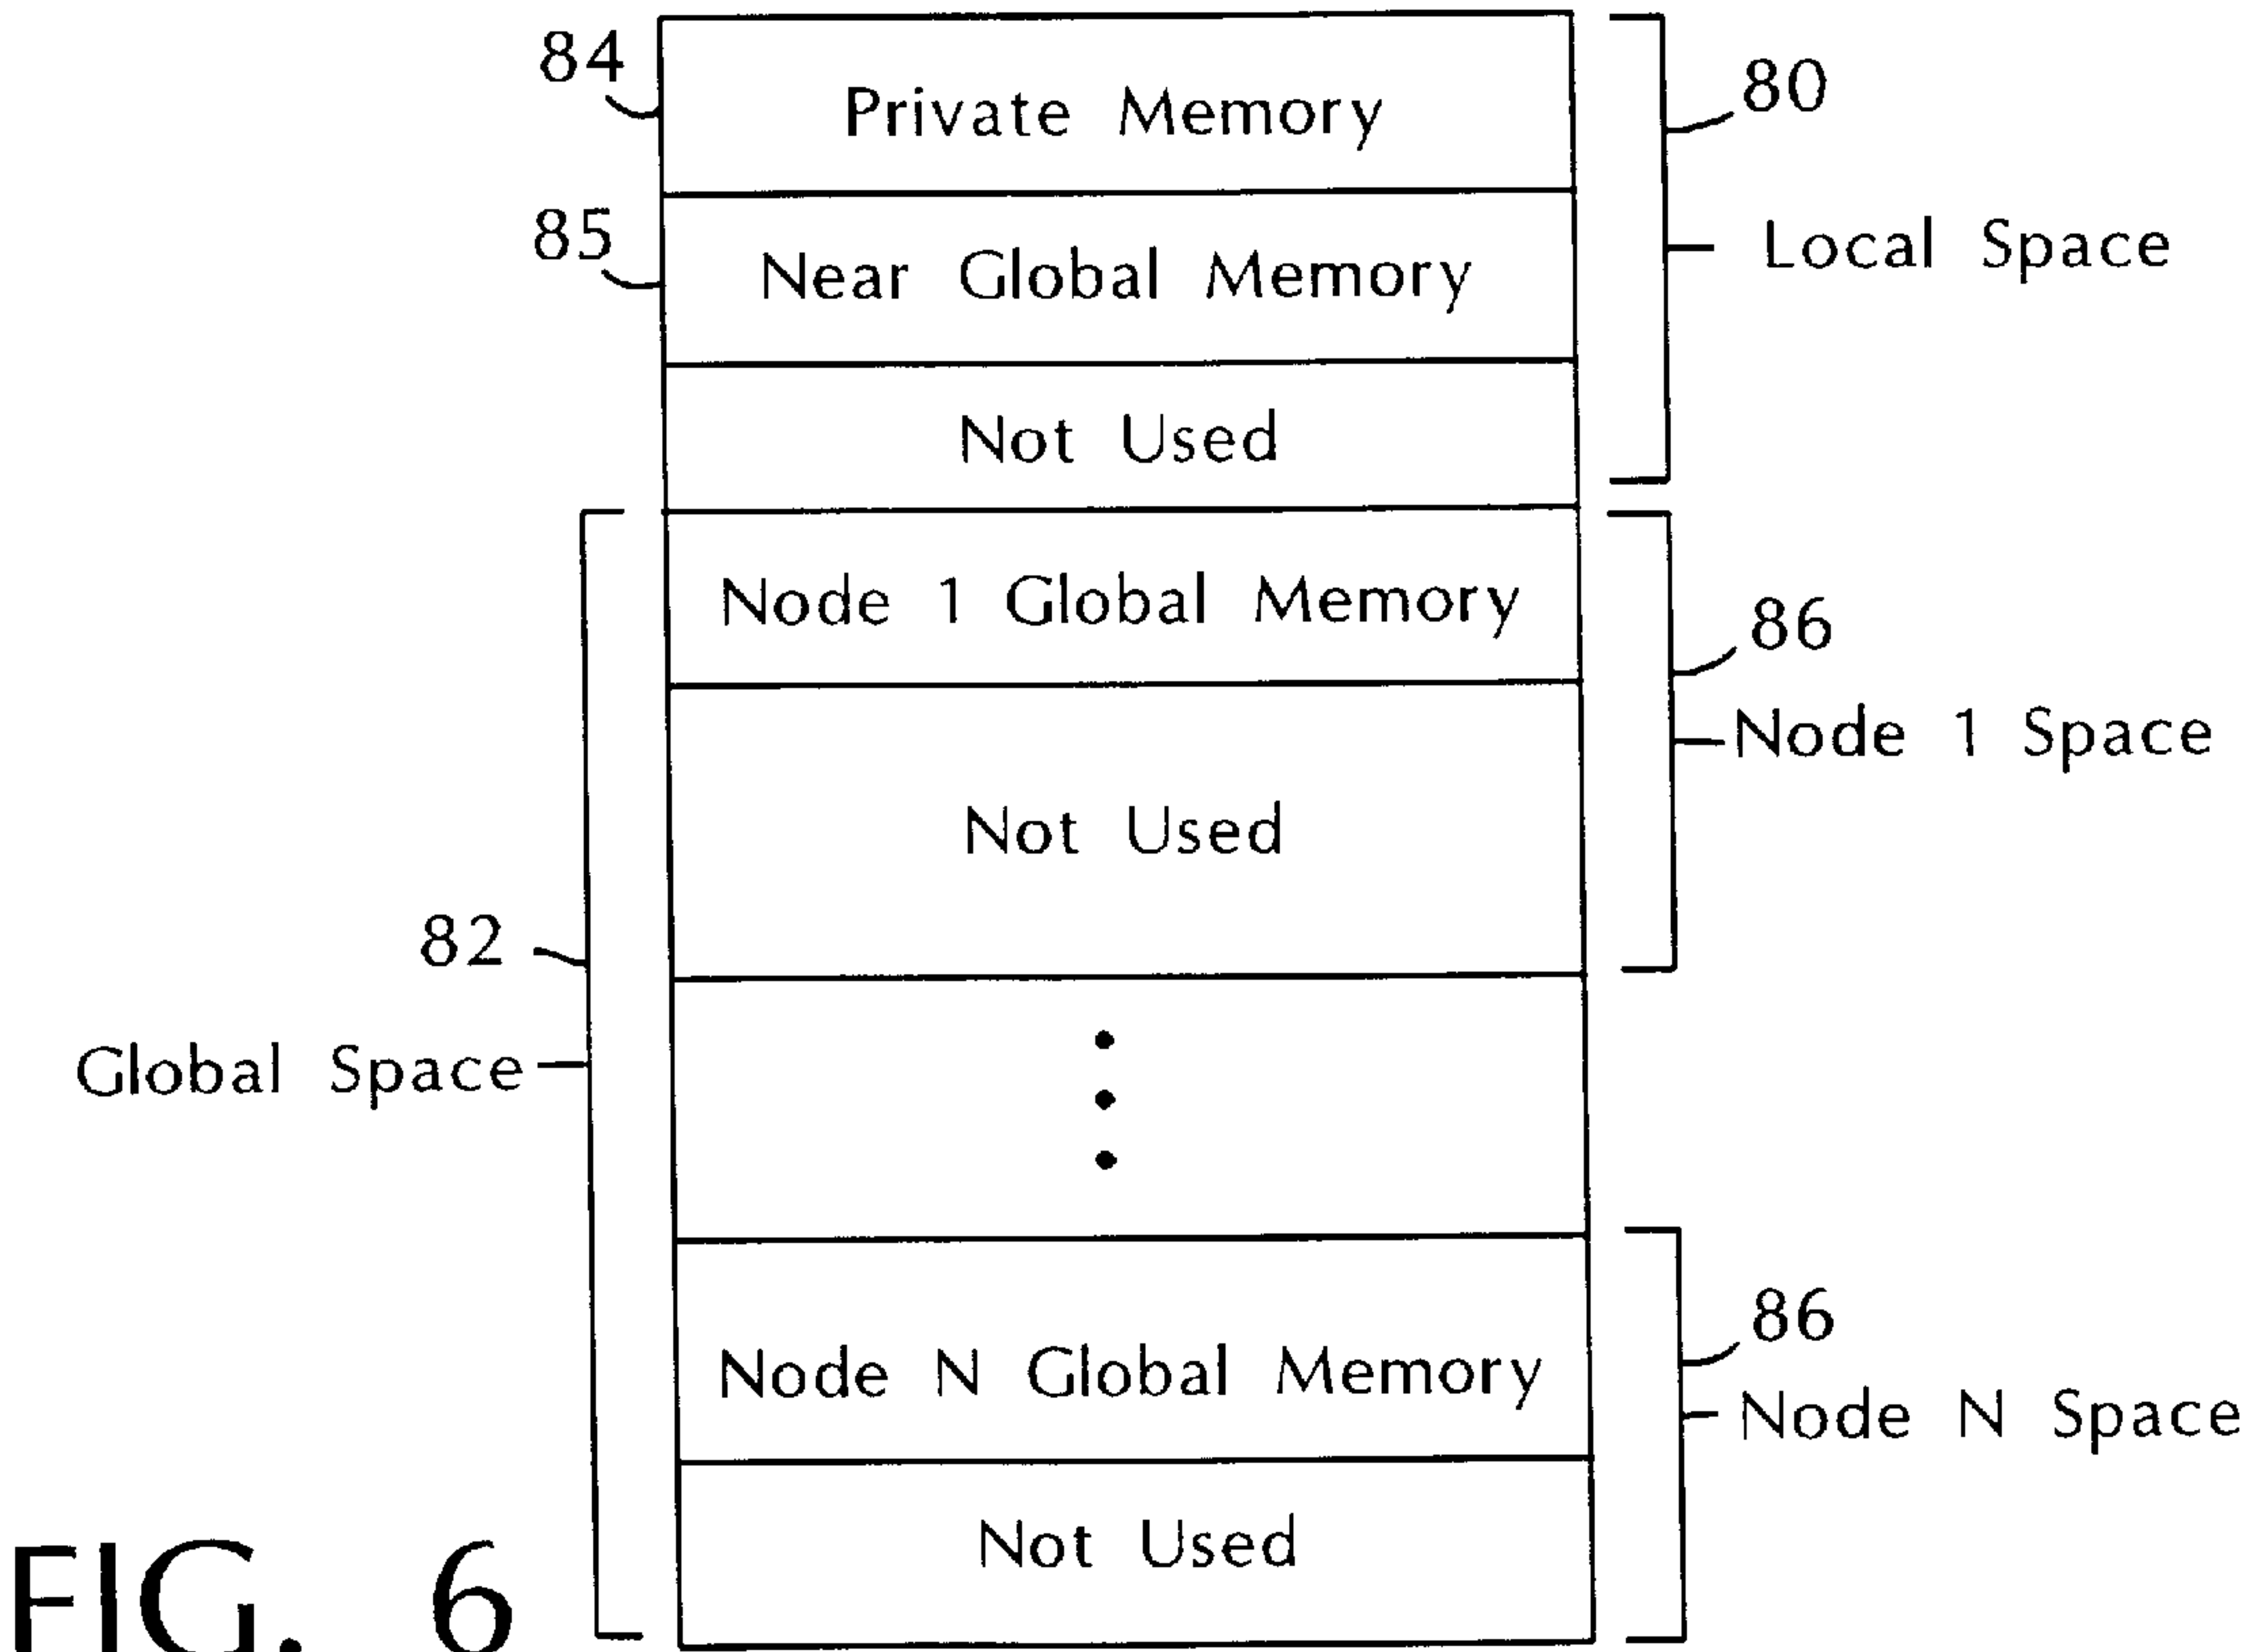 84
Private Memory
80
85
Near Global Memory
Local Space
Not Used
Node 1 Global Memory
86
Node 1 Space
Not Used
82
Global Space
86
Node N Global Memory
Node N Space
Not Used
FIG. 6